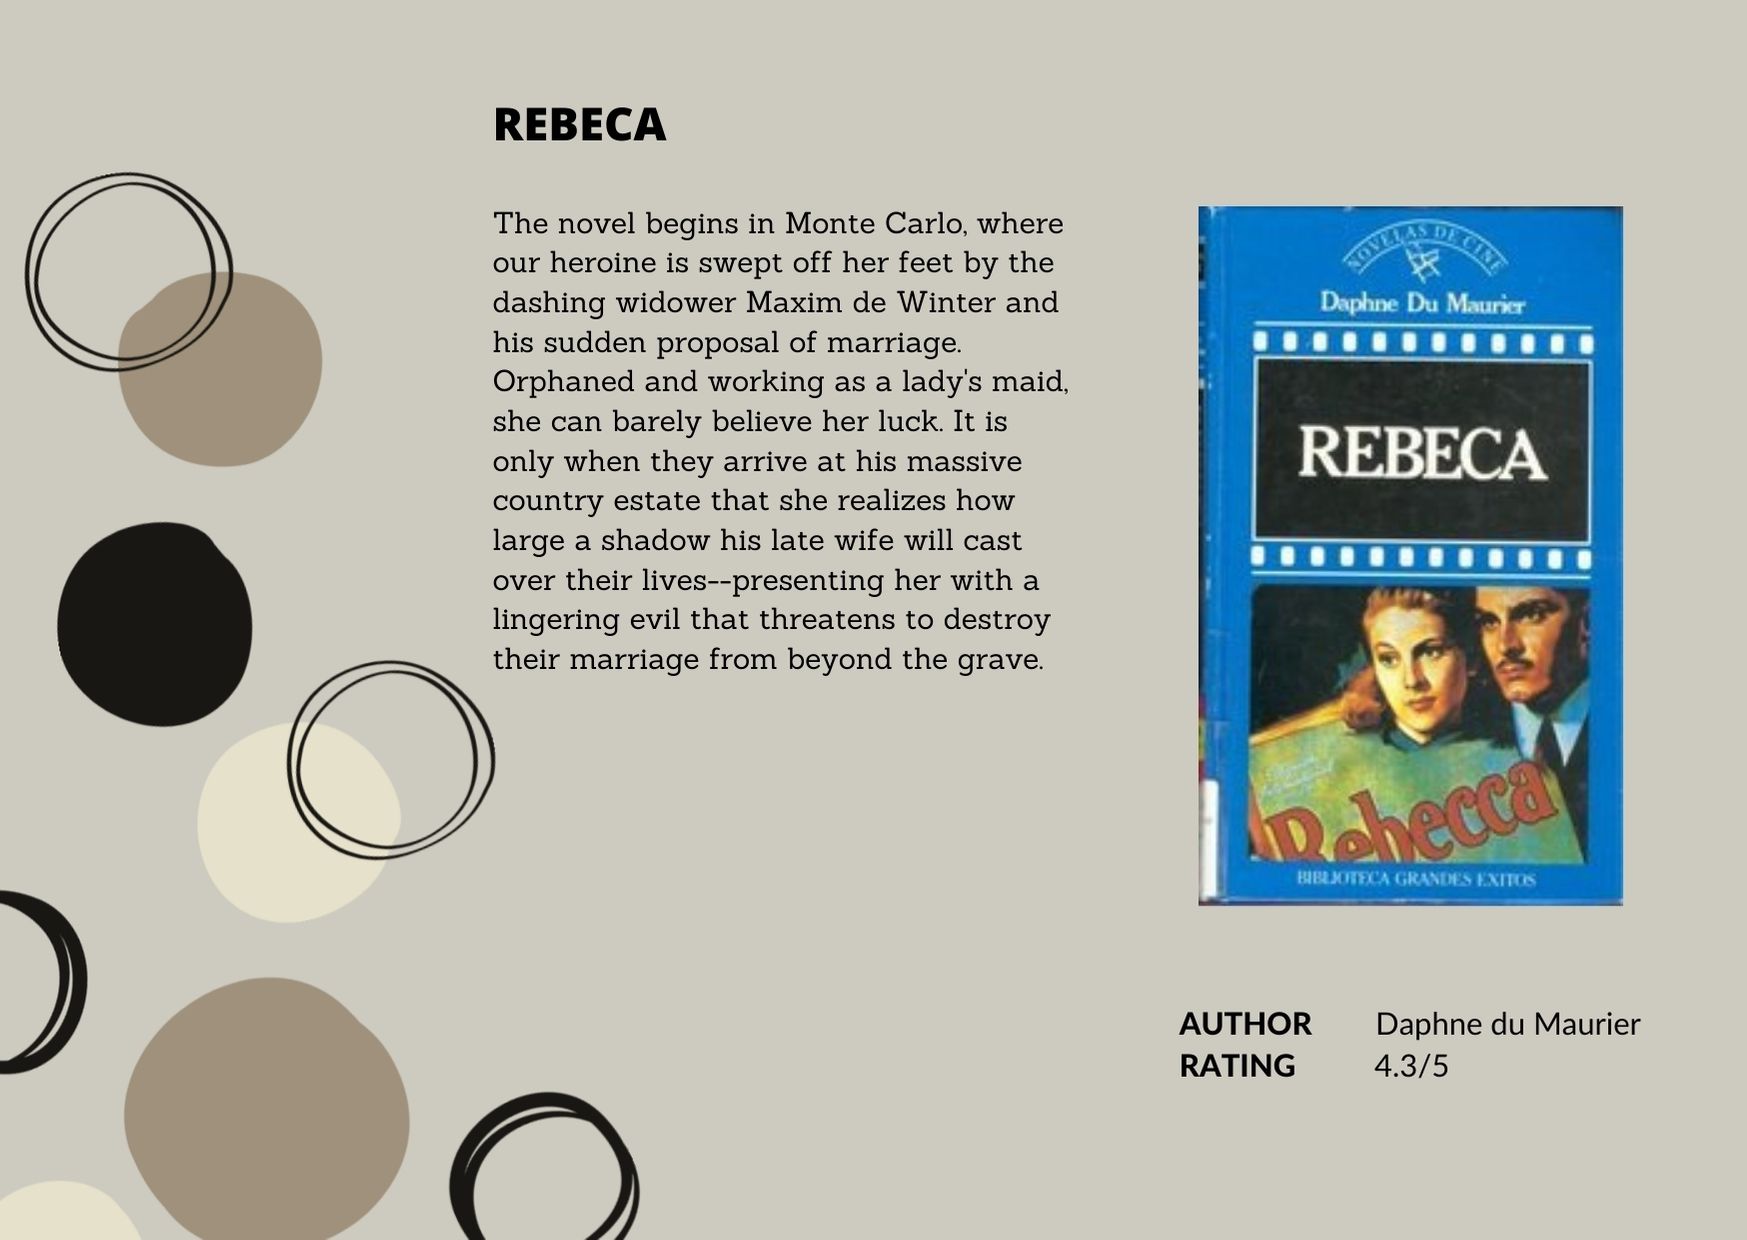 REBECA
The novel begins in Monte Carlo, where
our heroine is swept off her feet by the
dashing widower Maxim de Winter and
his sudden proposal of marriage.
Orphaned and working as a lady's maid,
she can barely believe her luck. It is
only when they arrive at his massive
country estate that she realizes how
large a shadow his late wife will cast
over their lives--presenting her with a
lingering evil that threatens to destroy
their marriage from beyond the grave.
NOVELAS DE CINE
Daphne Du Maurier
REBECA
Rebecca
BIBLIOTECA GRANDES EXITOS
AUTHOR Daphne du Maurier
RATING 4.3/5